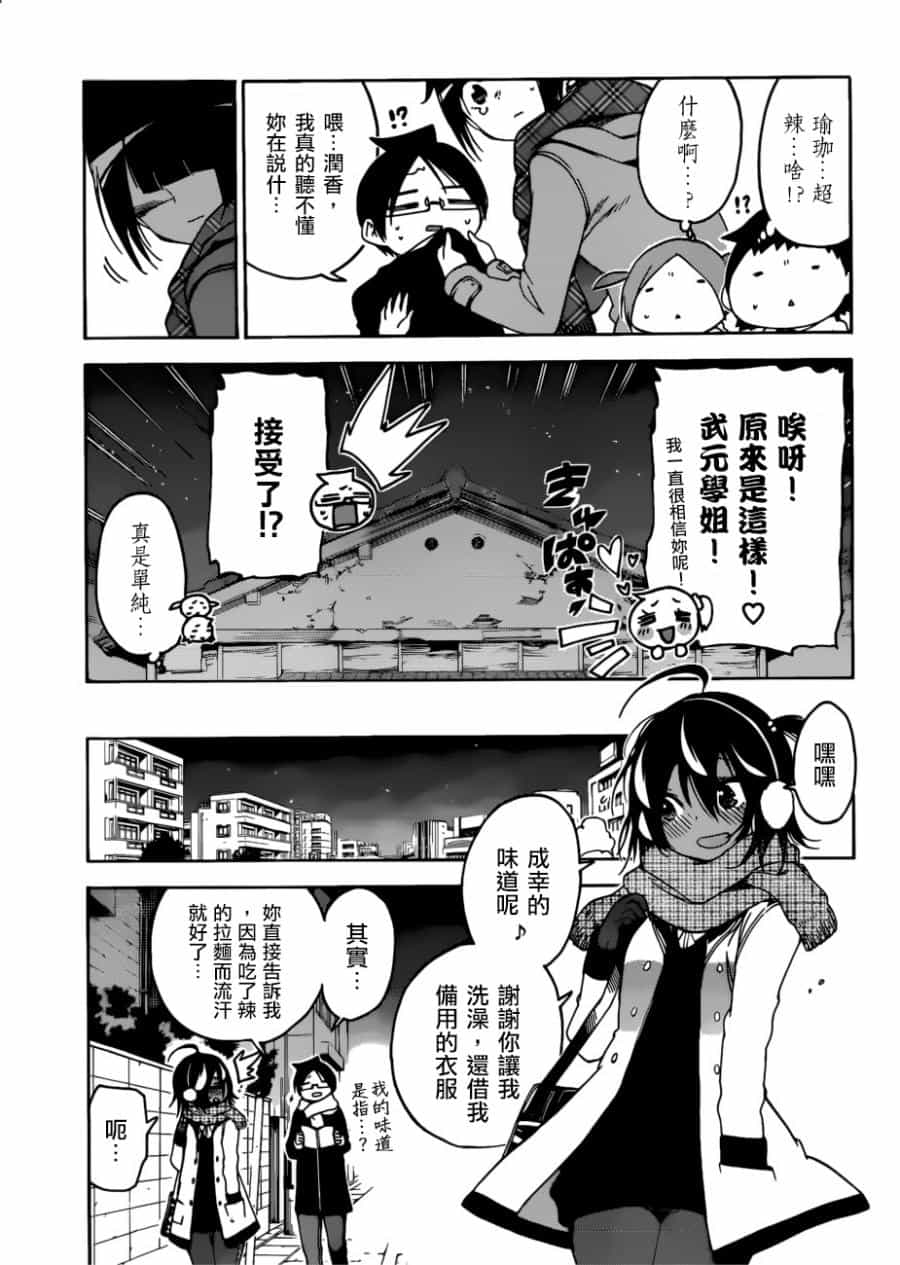 瑜珈…超
辣…啥!?
!?
什麼啊…?
!?
喂…潤香，
我真的聽不懂
妳在說什…
唉呀！
原來是這樣！♡
武元學姐！
我一直很相信妳呢！
きゅぱあぁ
接受了!?
真是單純…
嘿嘿
成幸的
味道呢♪
謝謝你讓我
洗澡，還借我
備用的衣服
其實…
妳直接告訴我
，因為吃了辣
的拉麵而流汗
就好了…
我的味道
是指…?
呃…